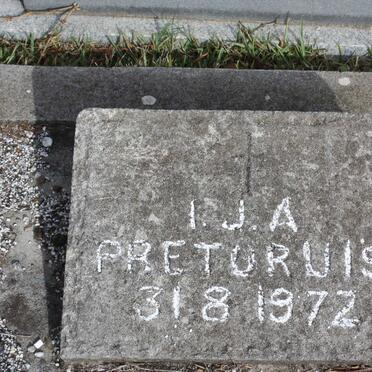 I.J.A
PRETORUIS
31 8 1972